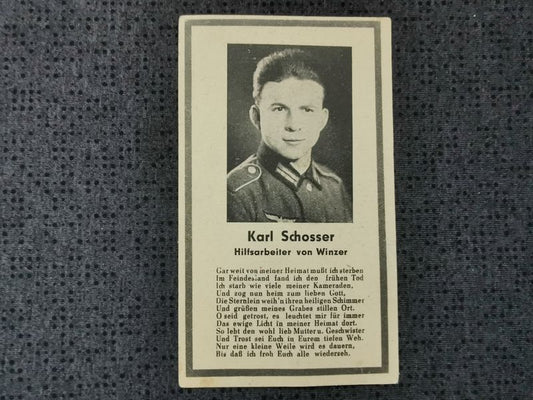 Karl Schosser
Hilfsarbeiter von Winzer
Gar weit von meiner Heimat mußt ich sterben
Im Feindesland fand ich den frühen Tod
Ich starb wie viele meiner Kameraden,
Und zog nun heim zum lieben Gott,
Die Sternlein weih'n ihren heiligen Schimmer
Und grüßen meines Grabes stillen Ort.
O seid getrost, es leuchtet mir für immer
Das ewige Licht in meiner Heimat dort.
So lebt den wohl lieb Mutter u. Geschwister
Und Trost sei Euch in Eurem tiefen Weh.
Nur eine kleine Weile wird es dauern,
Bis daß ich froh Euch alle wiederseh.